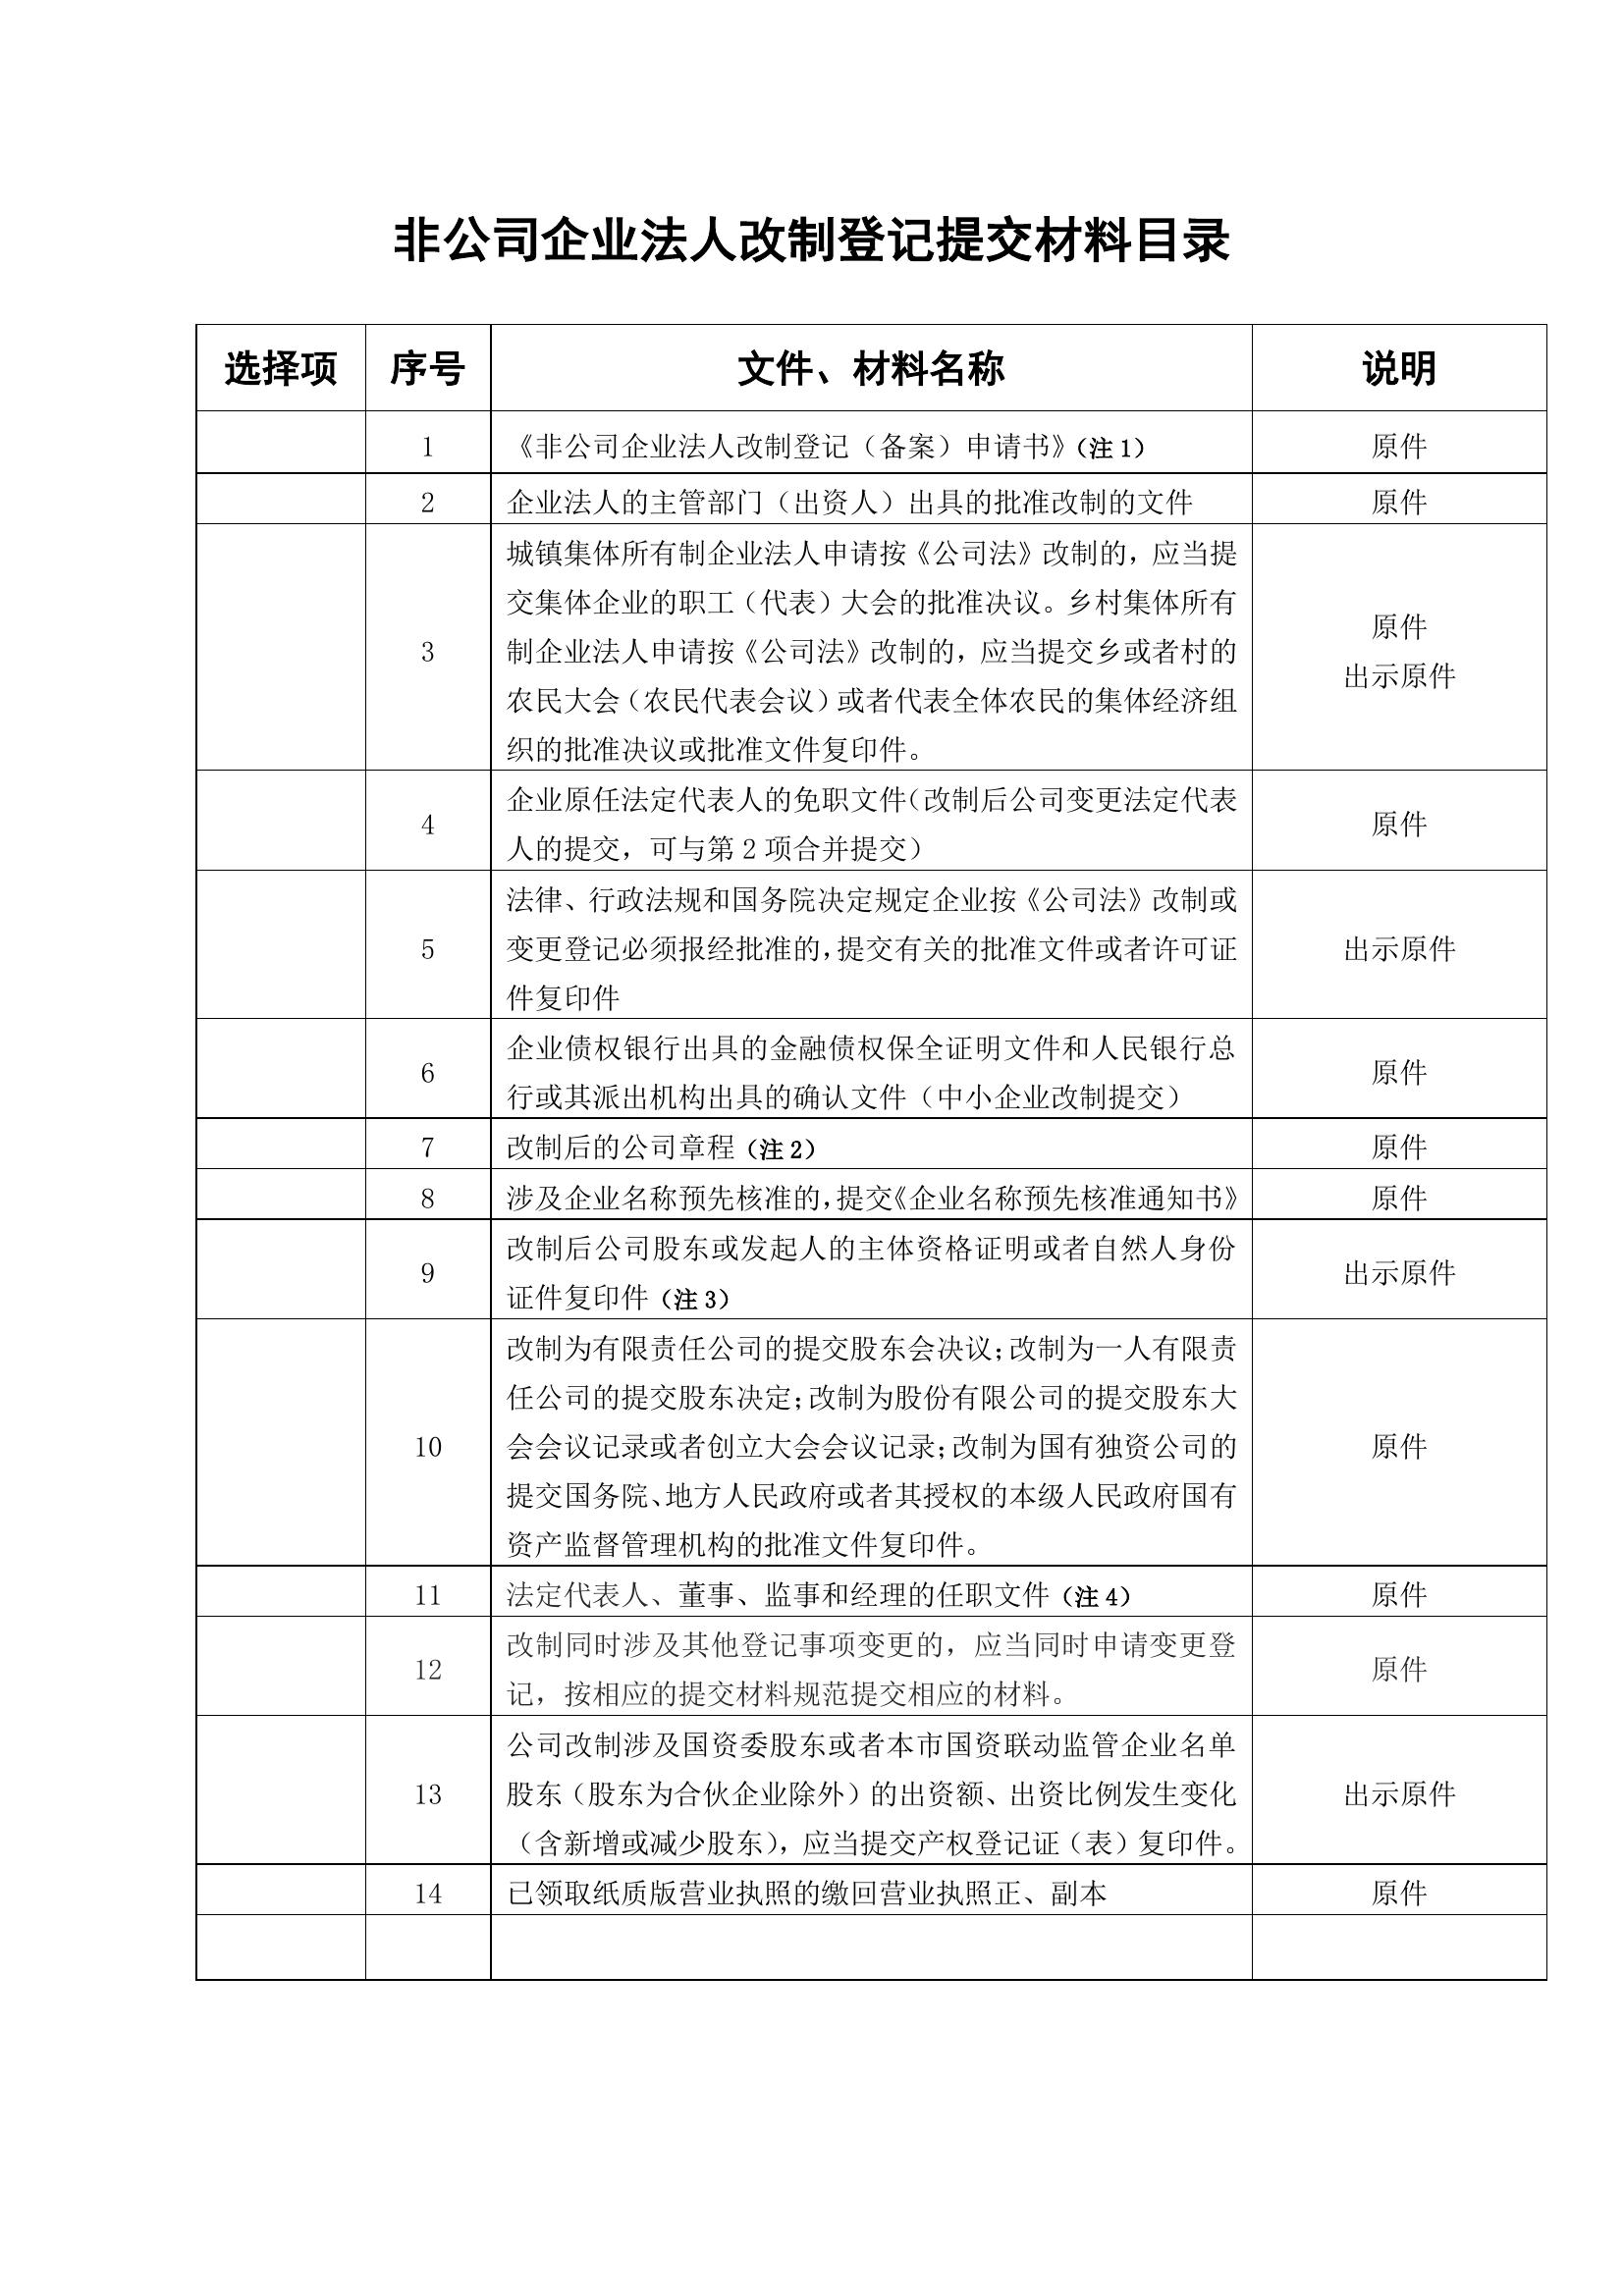 非公司企业法人改制登记提交材料目录
选择项 序号 文件、材料名称 说明
1 《非公司企业法人改制登记（备案）申请书》（注 1） 原件
2 企业法人的主管部门（出资人）出具的批准改制的文件 原件
城镇集体所有制企业法人申请按《公司法》改制的，应当提
交集体企业的职工（代表）大会的批准决议。乡村集体所有
3 制企业法人申请按《公司法》改制的，应当提交乡或者村的
农民大会（农民代表会议）或者代表全体农民的集体经济组
织的批准决议或批准文件复印件。
原件
出示原件
企业原任法定代表人的免职文件（改制后公司变更法定代表
4 人的提交，可与第 2 项合并提交） 原件
法律、行政法规和国务院决定规定企业按《公司法》改制或
5 变更登记必须报经批准的，提交有关的批准文件或者许可证 出示原件
件复印件
企业债权银行出具的金融债权保全证明文件和人民银行总
6 行或其派出机构出具的确认文件（中小企业改制提交） 原件
7 改制后的公司章程（注 2） 原件
8 涉及企业名称预先核准的，提交《企业名称预先核准通知书》 原件
改制后公司股东或发起人的主体资格证明或者自然人身份
9 证件复印件（注 3） 出示原件
改制为有限责任公司的提交股东会决议；改制为一人有限责
任公司的提交股东决定；改制为股份有限公司的提交股东大
10 会会议记录或者创立大会会议记录；改制为国有独资公司的 原件
提交国务院、地方人民政府或者其授权的本级人民政府国有
资产监督管理机构的批准文件复印件。
11 法定代表人、董事、监事和经理的任职文件（注 4） 原件
改制同时涉及其他登记事项变更的，应当同时申请变更登
12 记，按相应的提交材料规范提交相应的材料。 原件
公司改制涉及国资委股东或者本市国资联动监管企业名单
13 股东（股东为合伙企业除外）的出资额、出资比例发生变化 出示原件
（含新增或减少股东），应当提交产权登记证（表）复印件。
14 已领取纸质版营业执照的缴回营业执照正、副本 原件